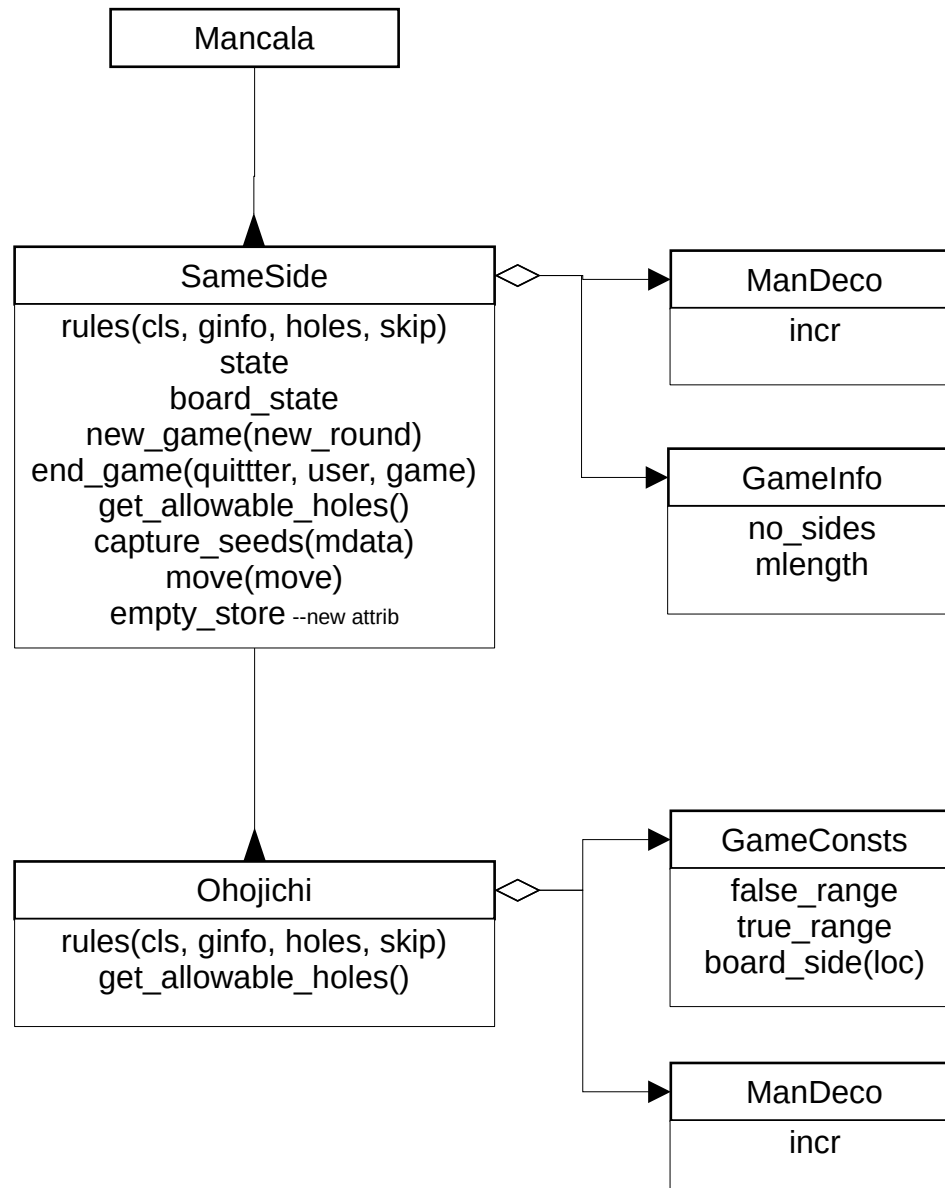 Mancala
SameSide
rules(cls, ginfo, holes, skip)
state
board_state
new_game(new_round)
end_game(quittter, user, game)
get_allowable_holes()
capture_seeds(mdata)
move(move)
empty_store --new attrib
ManDeco
incr
GameInfo
no_sides
mlength
Ohojichi
rules(cls, ginfo, holes, skip)
get_allowable_holes()
GameConsts
false_range
true_range
board_side(loc)
ManDeco
incr